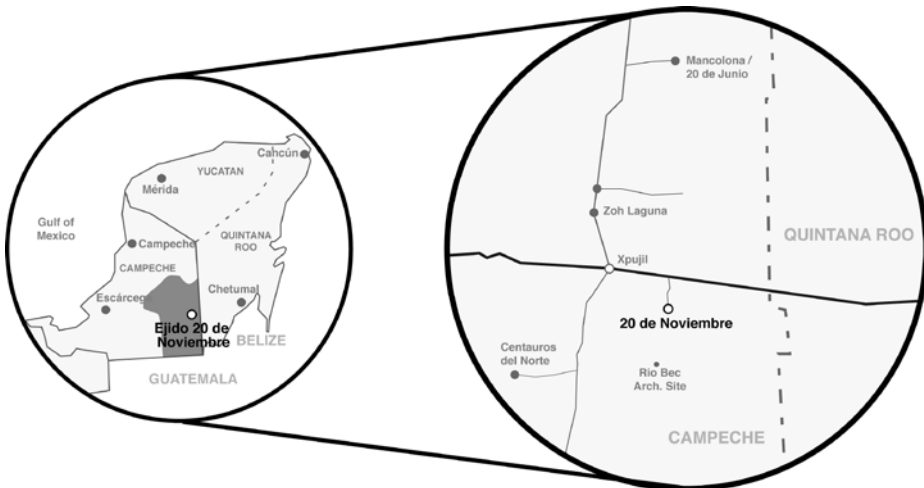 Cancún
YUCATAN
Mérida
Gulf of
Mexico
Campeche
QUINTANA
ROO
CAMPECHE
Chetumal
Escárcega
Ejido 20 de
Noviembre
BELIZE
GUATEMALA
Mancolona /
20 de Junio
Zoh Laguna
QUINTANA ROO
Xpujil
20 de Noviembre
Centauros
del Norte
Rio Bec
Arch. Site
CAMPECHE